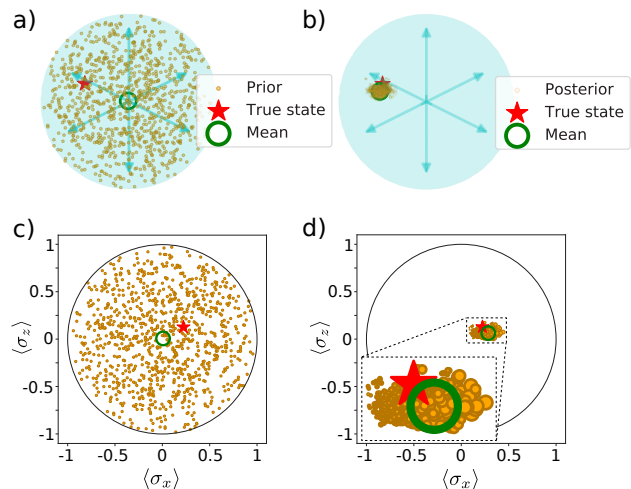 a)
Prior
True state
Mean
b)
Posterior
True state
Mean
c)
1
0.5
0
-0.5
-1
⟨σz⟩
-1 -0.5 0 0.5 1
⟨σx⟩
d)
1
0.5
0
-0.5
-1
⟨σz⟩
-1 -0.5 0 0.5 1
⟨σx⟩